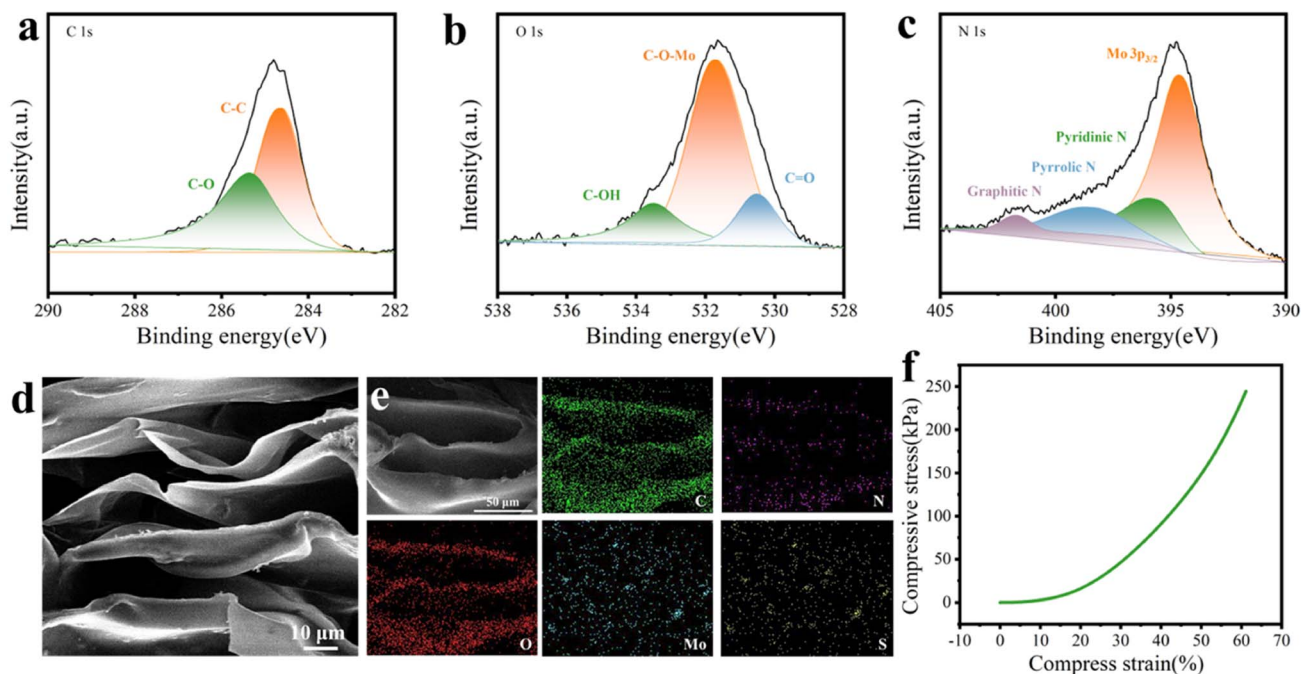 a
C 1s
C-C
C-O
Intensity(a.u.)
290 288 286 284 282
Binding energy(eV)
b
O 1s
C-O-Mo
C-OH
C=O
Intensity(a.u.)
538 536 534 532 530 528
Binding energy(eV)
c
N 1s
Mo 3p3/2
Pyridinic N
Pyrrolic N
Graphitic N
Intensity(a.u.)
405 400 395 390
Binding energy(eV)
d
10 μm
e
50 μm
C
N
O
Mo
S
f
Compressive stress(kPa)
250
200
150
100
50
0
-10 0 10 20 30 40 50 60 70
Compress strain(%)